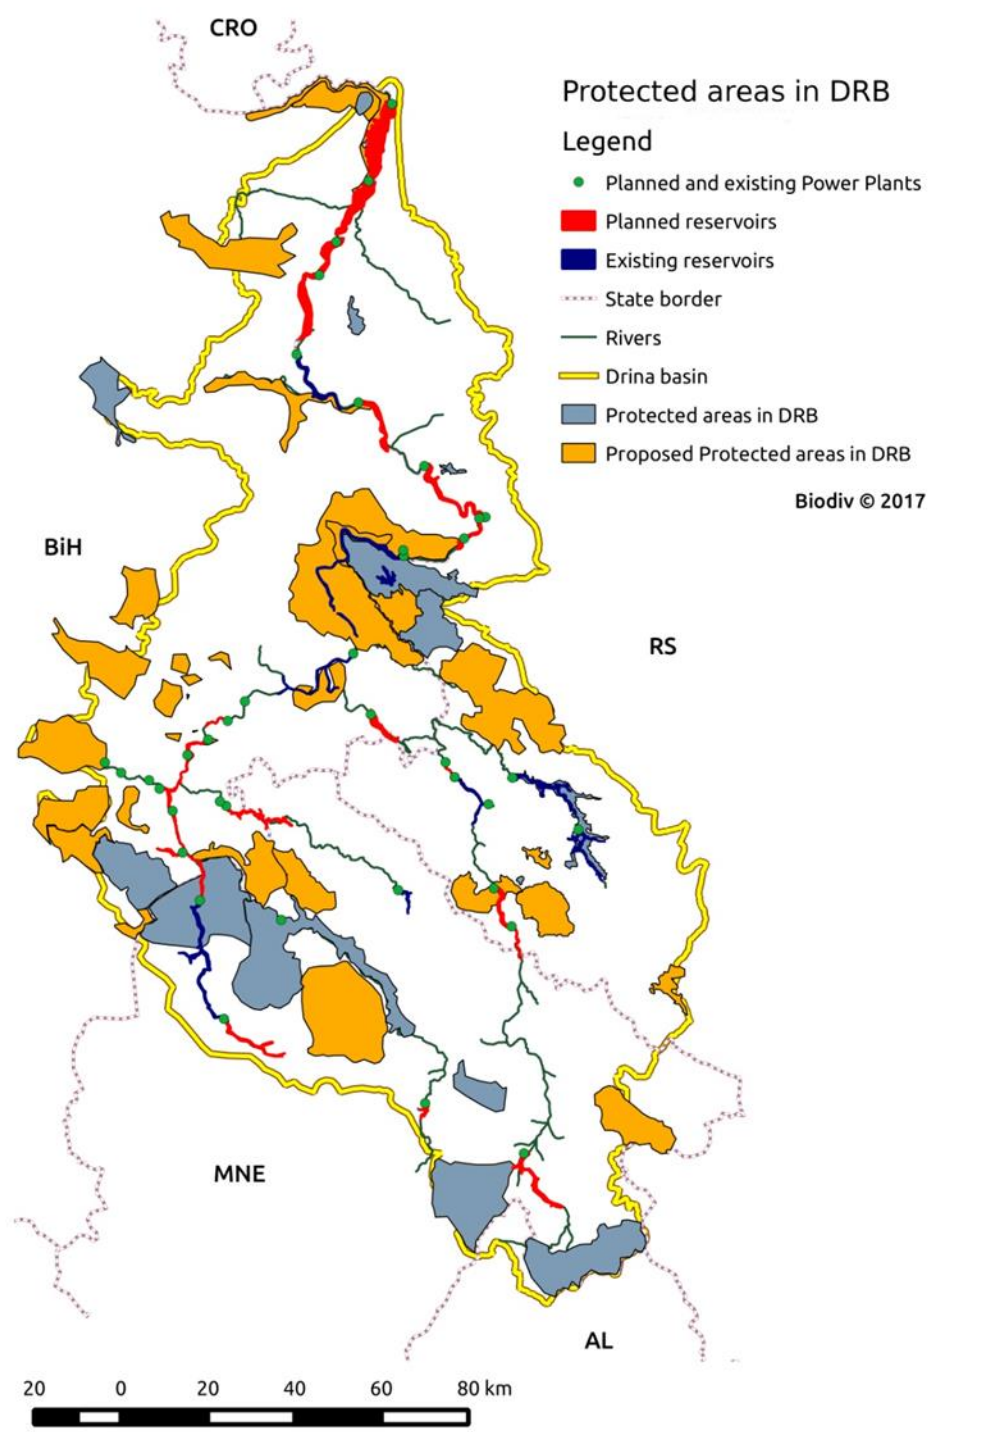 CRO
Protected areas in DRB
Legend
Planned and existing Power Plants
Planned reservoirs
Existing reservoirs
State border
Rivers
Drina basin
Protected areas in DRB
Proposed Protected areas in DRB
Biodiv © 2017
BiH
RS
MNE
AL
20 0 20 40 60 80 km